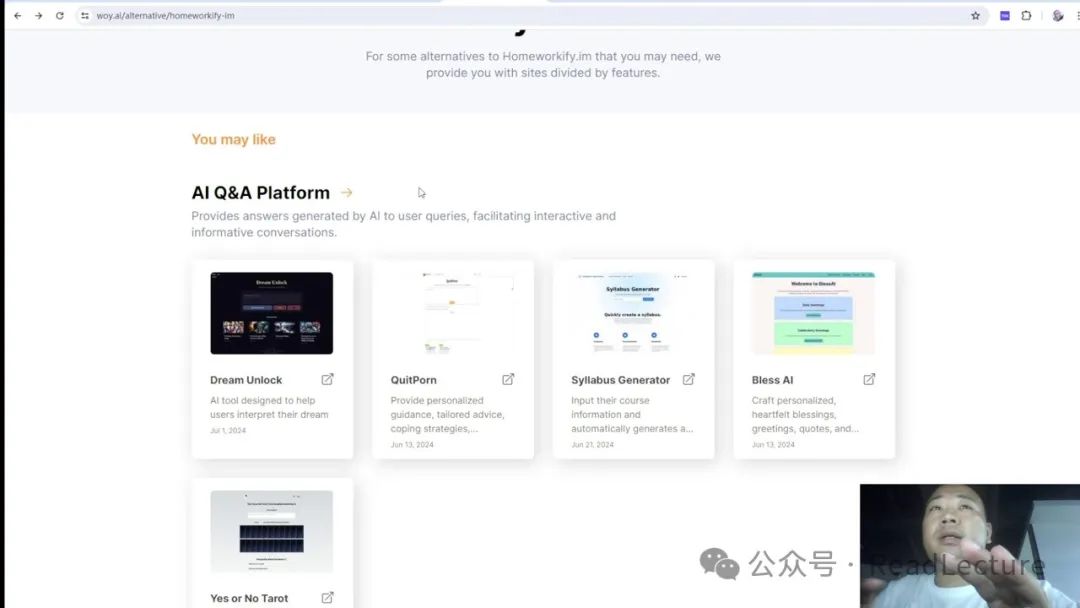 woy.ai/alternative/homeworkify-im
For some alternatives to Homeworkify.im that you may need, we
provide you with sites divided by features.
You may like
AI Q&A Platform →
Provides answers generated by AI to user queries, facilitating interactive and
informative conversations.
Dream Unlock
Syllabus Generator
Quickly create a syllabus.
Welcome to BlessAI
Dream Unlock
AI tool designed to help
users interpret their dream
Jul 1, 2024
QuitPorn
Provide personalized
guidance, tailored advice,
coping strategies,...
Jun 13, 2024
Syllabus Generator
Input their course
information and
automatically generates a...
Jun 21, 2024
Bless AI
Craft personalized,
heartfelt blessings,
greetings, quotes, and...
Jun 13, 2024
Yes or No Tarot
公众号 · ReadLecture